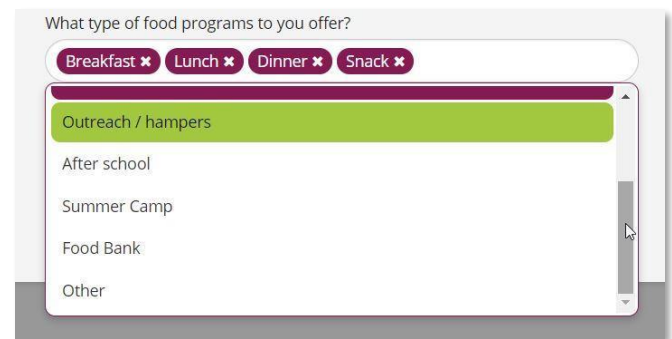 What type of food programs to you offer?
Breakfast ✖ Lunch ✖ Dinner ✖ Snack ✖
Outreach / hampers
After school
Summer Camp
Food Bank
Other